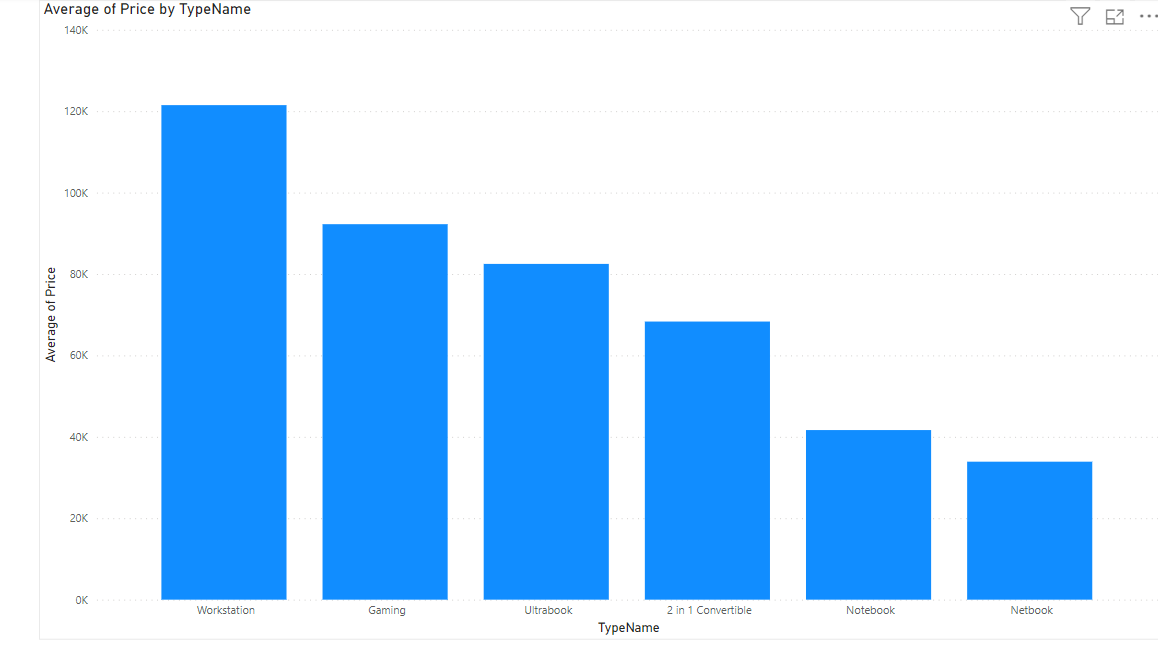 Average of Price by TypeName
140K
120K
100K
80K
60K
40K
20K
0K
Average of Price
Workstation Gaming Ultrabook 2 in 1 Convertible Notebook Netbook
TypeName